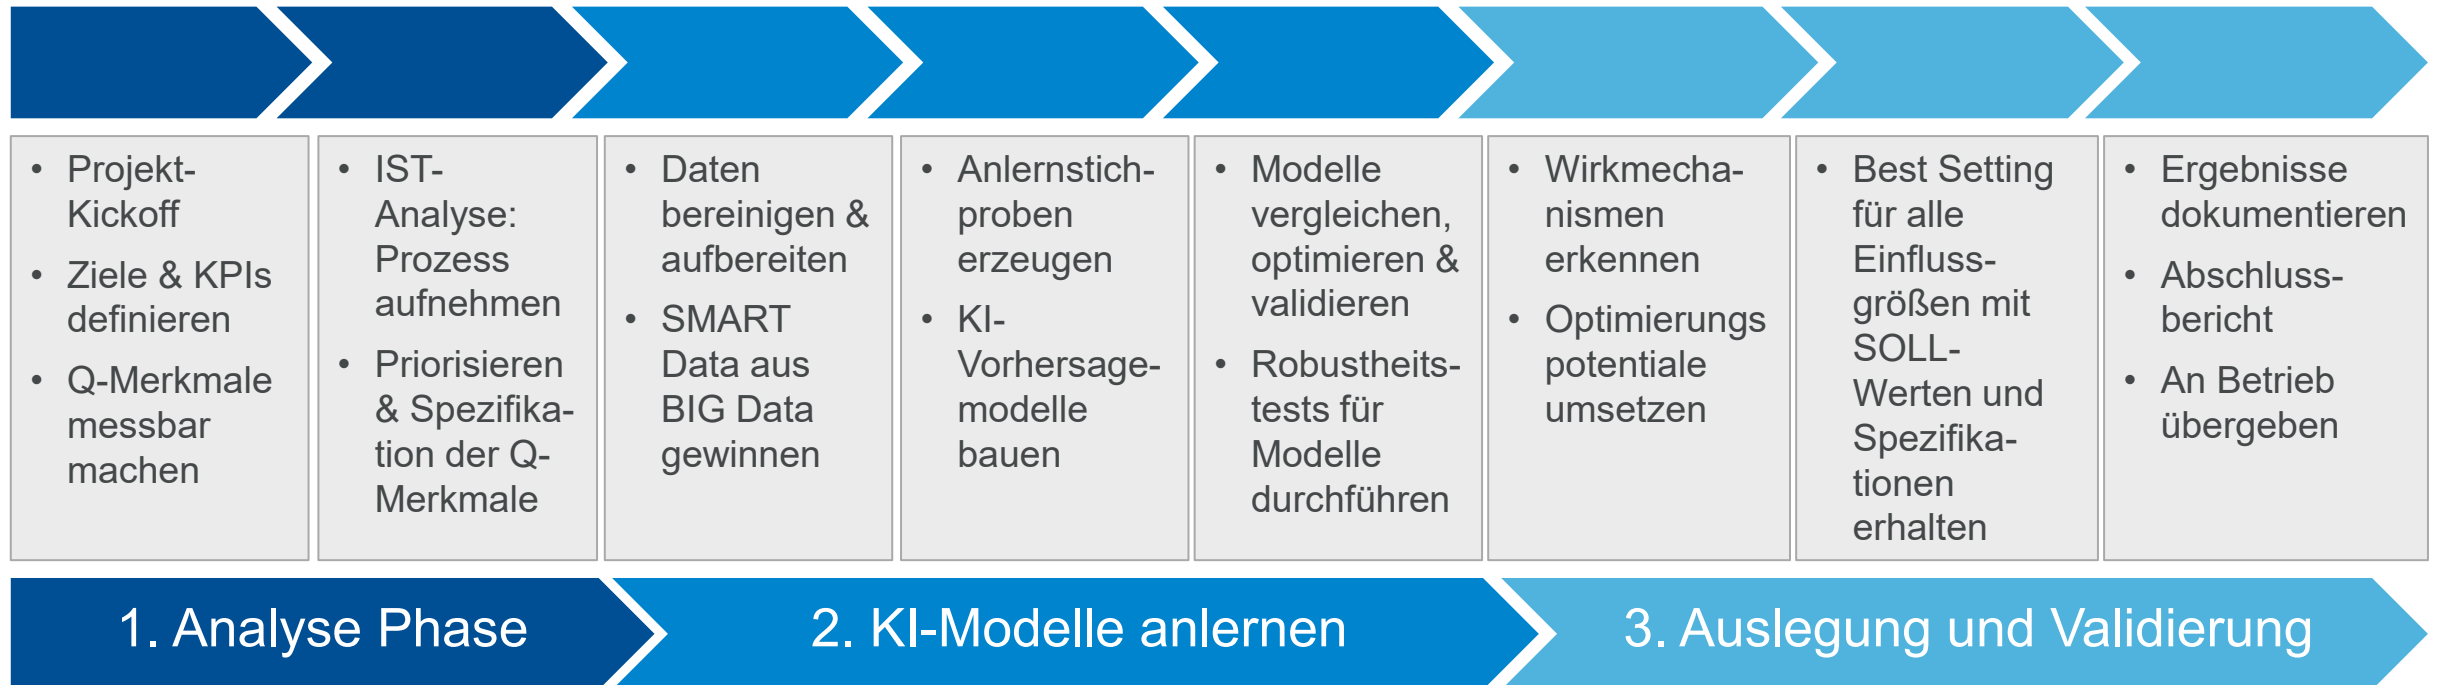 • Projekt-
Kickoff
• Ziele & KPIs
definieren
• Q-Merkmale
messbar
machen
• IST-
Analyse:
Prozess
aufnehmen
• Priorisieren
& Spezifika-
tion der Q-
Merkmale
• Daten
bereinigen &
aufbereiten
• SMART
Data aus
BIG Data
gewinnen
• Anlernstich-
proben
erzeugen
• KI-
Vorhersage-
modelle
bauen
• Modelle
vergleichen,
optimieren &
validieren
• Robustheits-
tests für
Modelle
durchführen
• Wirkmecha-
nismen
erkennen
• Optimierungs
potentiale
umsetzen
• Best Setting
für alle
Einfluss-
größen mit
SOLL-
Werten und
Spezifika-
tionen
erhalten
• Ergebnisse
dokumentieren
• Abschluss-
bericht
• An Betrieb
übergeben
1. Analyse Phase
2. KI-Modelle anlernen
3. Auslegung und Validierung